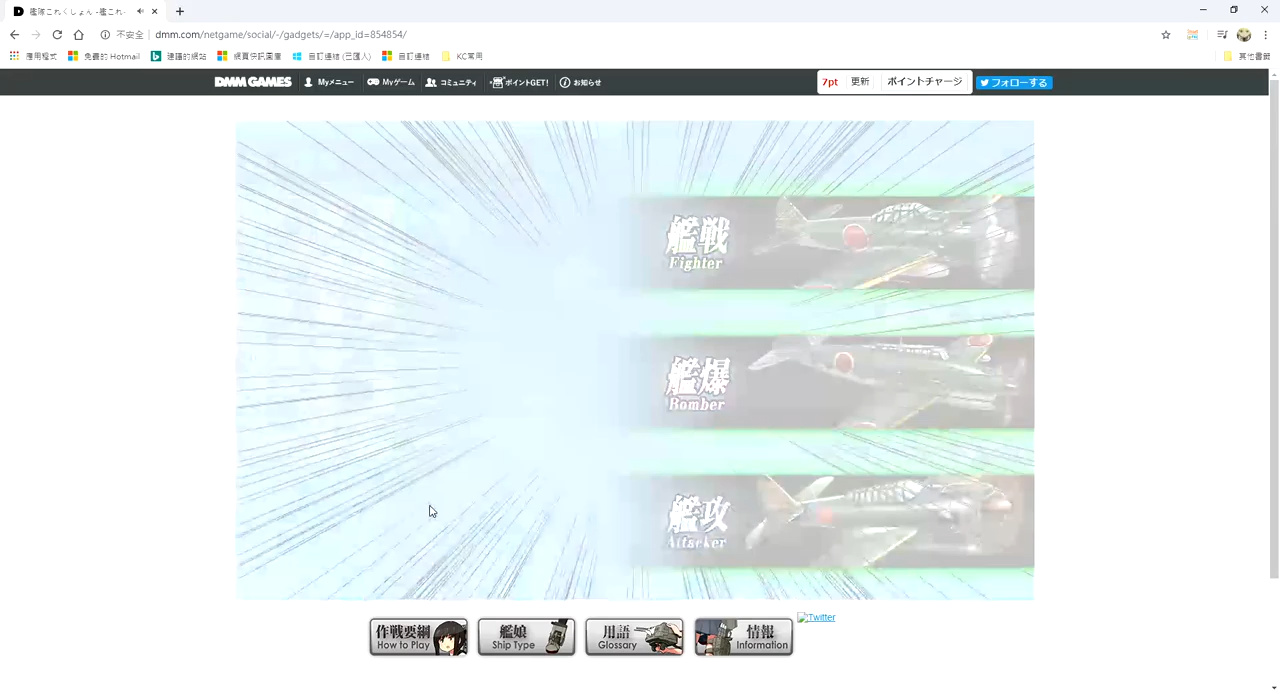 艦隊これくしょん -艦これ-
不安全
dmm.com/netgame/social/-/gadgets/=/app_id=854854/
應用程式
免費的 Hotmail
建議的網站
網頁快訊圖庫
自訂連結 (已匯入)
自訂連結
KC常用
其他書籤
DMM GAMES
Myメニュー
Myゲーム
コミュニティ
ポイントGET!
お知らせ
7pt
更新
ポイントチャージ
フォローする
艦戦
Fighter
艦爆
Bomber
艦攻
Attacker
作戦要綱
How to Play
艦娘
Ship Type
用語
Glossary
情報
Information
Twitter